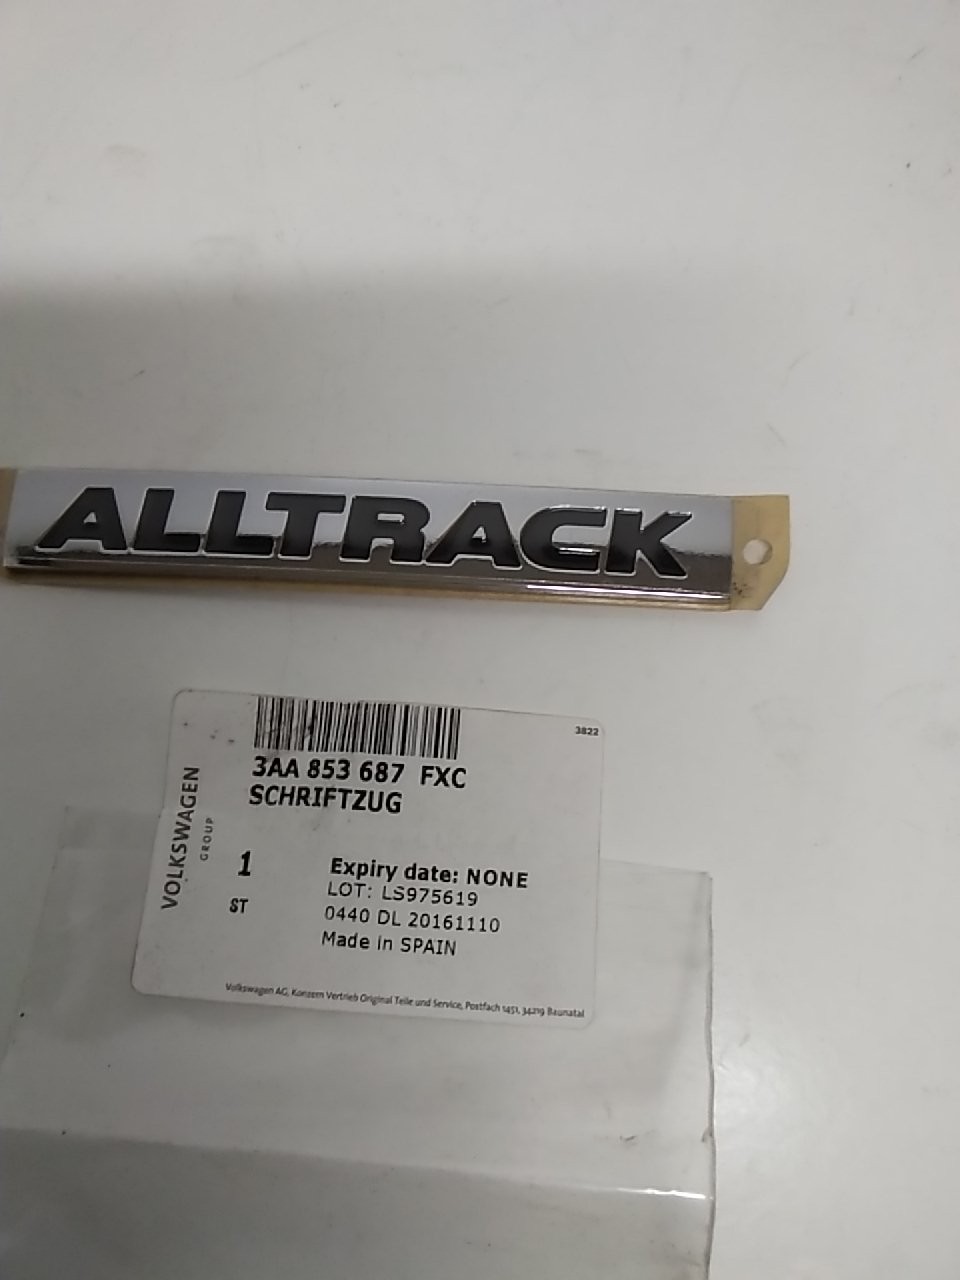 ALLTRACK
3822
3AA 853 687 FXC
SCHRIFTZUG
VOLKSWAGEN
GROUP
1
ST
Expiry date: NONE
LOT: LS975619
0440 DL 20161110
Made in SPAIN
Volkswagen AG, Konzern Vertrieb Original Teile und Service, Postfach 1451, 34219 Baunatal